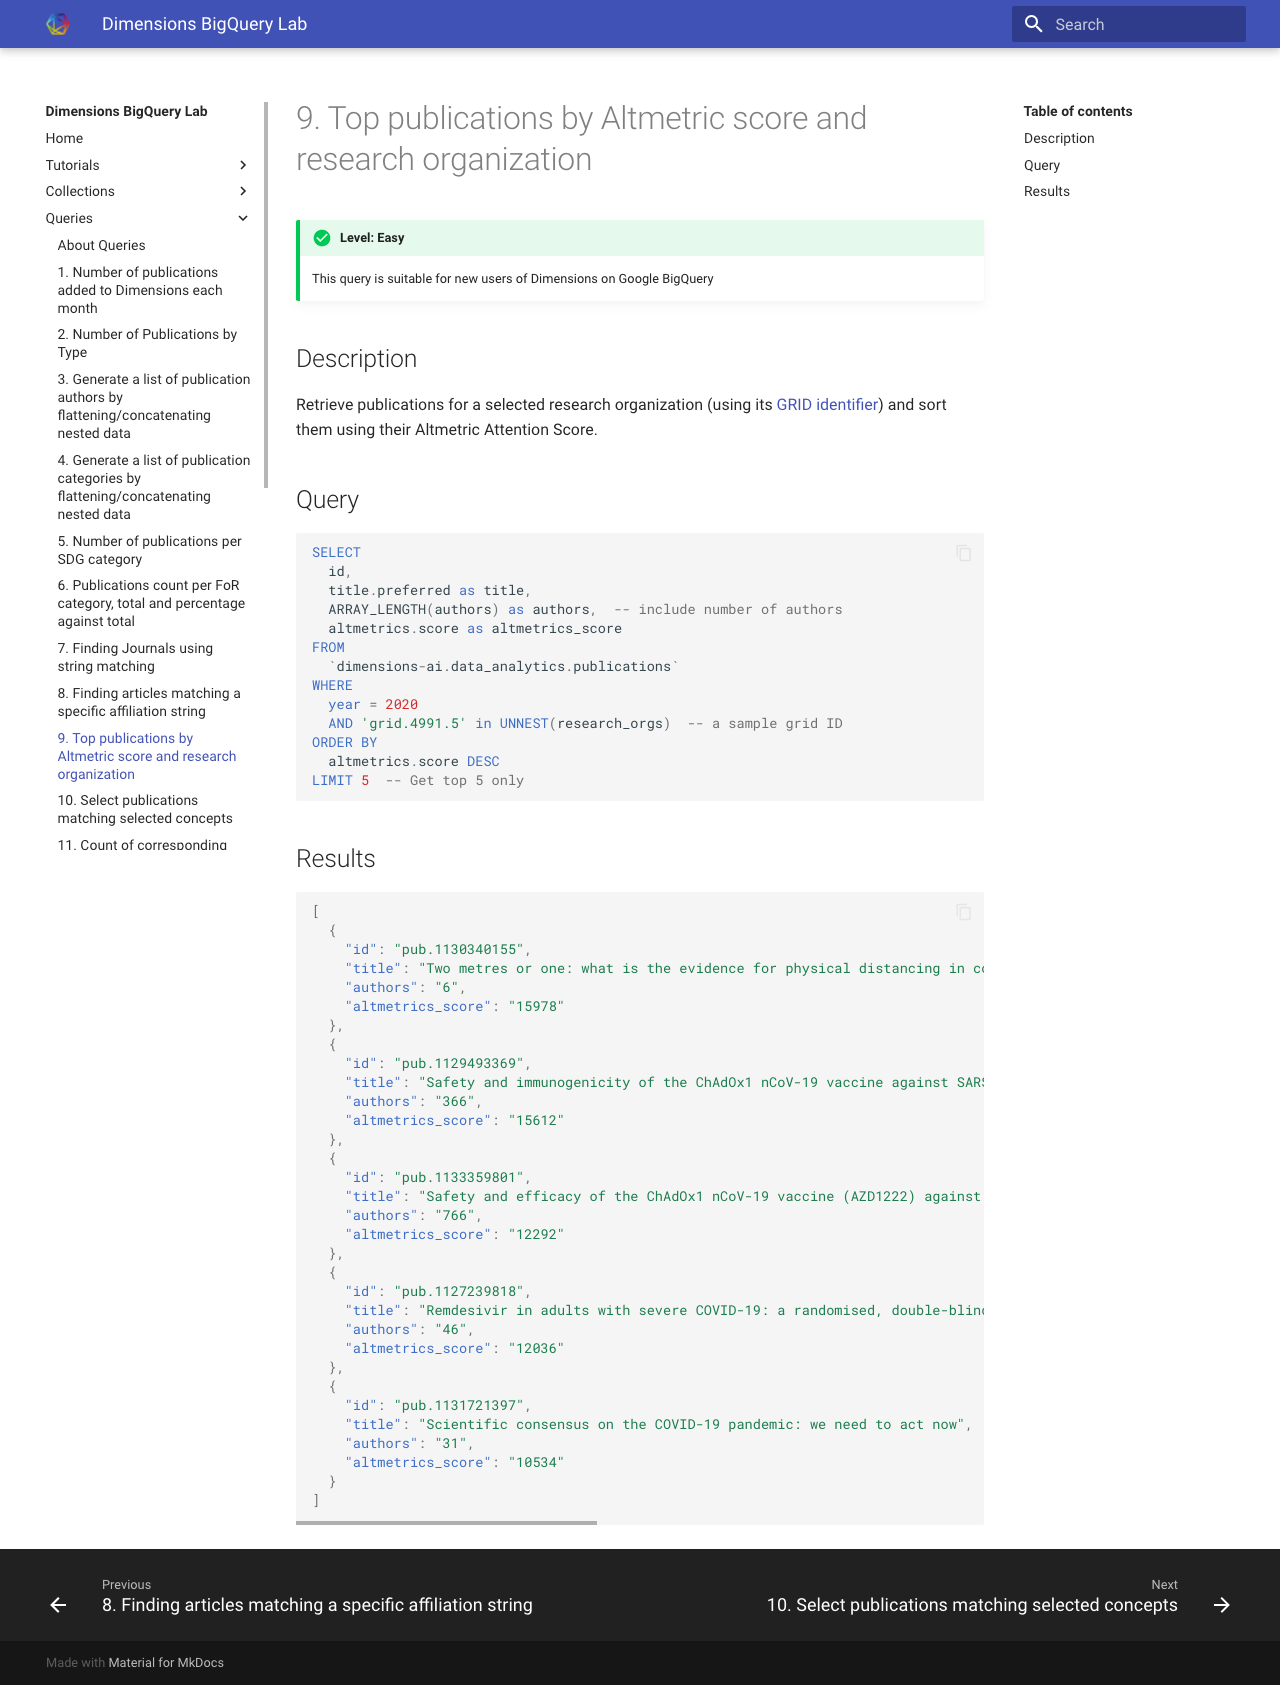 Dimensions BigQuery Lab
Search
Dimensions BigQuery Lab
Home
Tutorials
Collections
Queries
About Queries
1. Number of publications
added to Dimensions each
month
2. Number of Publications by
Type
3. Generate a list of publication
authors by
flattening/concatenating
nested data
4. Generate a list of publication
categories by
flattening/concatenating
nested data
5. Number of publications per
SDG category
6. Publications count per FoR
category, total and percentage
against total
7. Finding Journals using
string matching
8. Finding articles matching a
specific affiliation string
9. Top publications by
Altmetric score and research
organization
10. Select publications
matching selected concepts
11. Count of corresponding
9. Top publications by Altmetric score and
research organization
Level: Easy
This query is suitable for new users of Dimensions on Google BigQuery
Description
Retrieve publications for a selected research organization (using its GRID identifier) and sort
them using their Altmetric Attention Score.
Query
SELECT
  id,
  title.preferred as title,
  ARRAY_LENGTH(authors) as authors,  -- include number of authors
  altmetrics.score as altmetrics_score
FROM
  `dimensions-ai.data_analytics.publications`
WHERE
  year = 2020
  AND 'grid.4991.5' in UNNEST(research_orgs)  -- a sample grid ID
ORDER BY
  altmetrics.score DESC
LIMIT 5  -- Get top 5 only
Results
[
  {
    "id": "pub.1130340155",
    "title": "Two metres or one: what is the evidence for physical distancing in
    "authors": "6",
    "altmetrics_score": "15978"
  },
  {
    "id": "pub.1129493369",
    "title": "Safety and immunogenicity of the ChAdOx1 nCoV-19 vaccine against SARS
    "authors": "366",
    "altmetrics_score": "15612"
  },
  {
    "id": "pub.1133359801",
    "title": "Safety and efficacy of the ChAdOx1 nCoV-19 vaccine (AZD1222) against
    "authors": "766",
    "altmetrics_score": "12292"
  },
  {
    "id": "pub.1127239818",
    "title": "Remdesivir in adults with severe COVID-19: a randomised, double-blind
    "authors": "46",
    "altmetrics_score": "12036"
  },
  {
    "id": "pub.1131721397",
    "title": "Scientific consensus on the COVID-19 pandemic: we need to act now",
    "authors": "31",
    "altmetrics_score": "10534"
  }
]
Table of contents
Description
Query
Results
Previous
8. Finding articles matching a specific affiliation string
Next
10. Select publications matching selected concepts
Made with Material for MkDocs